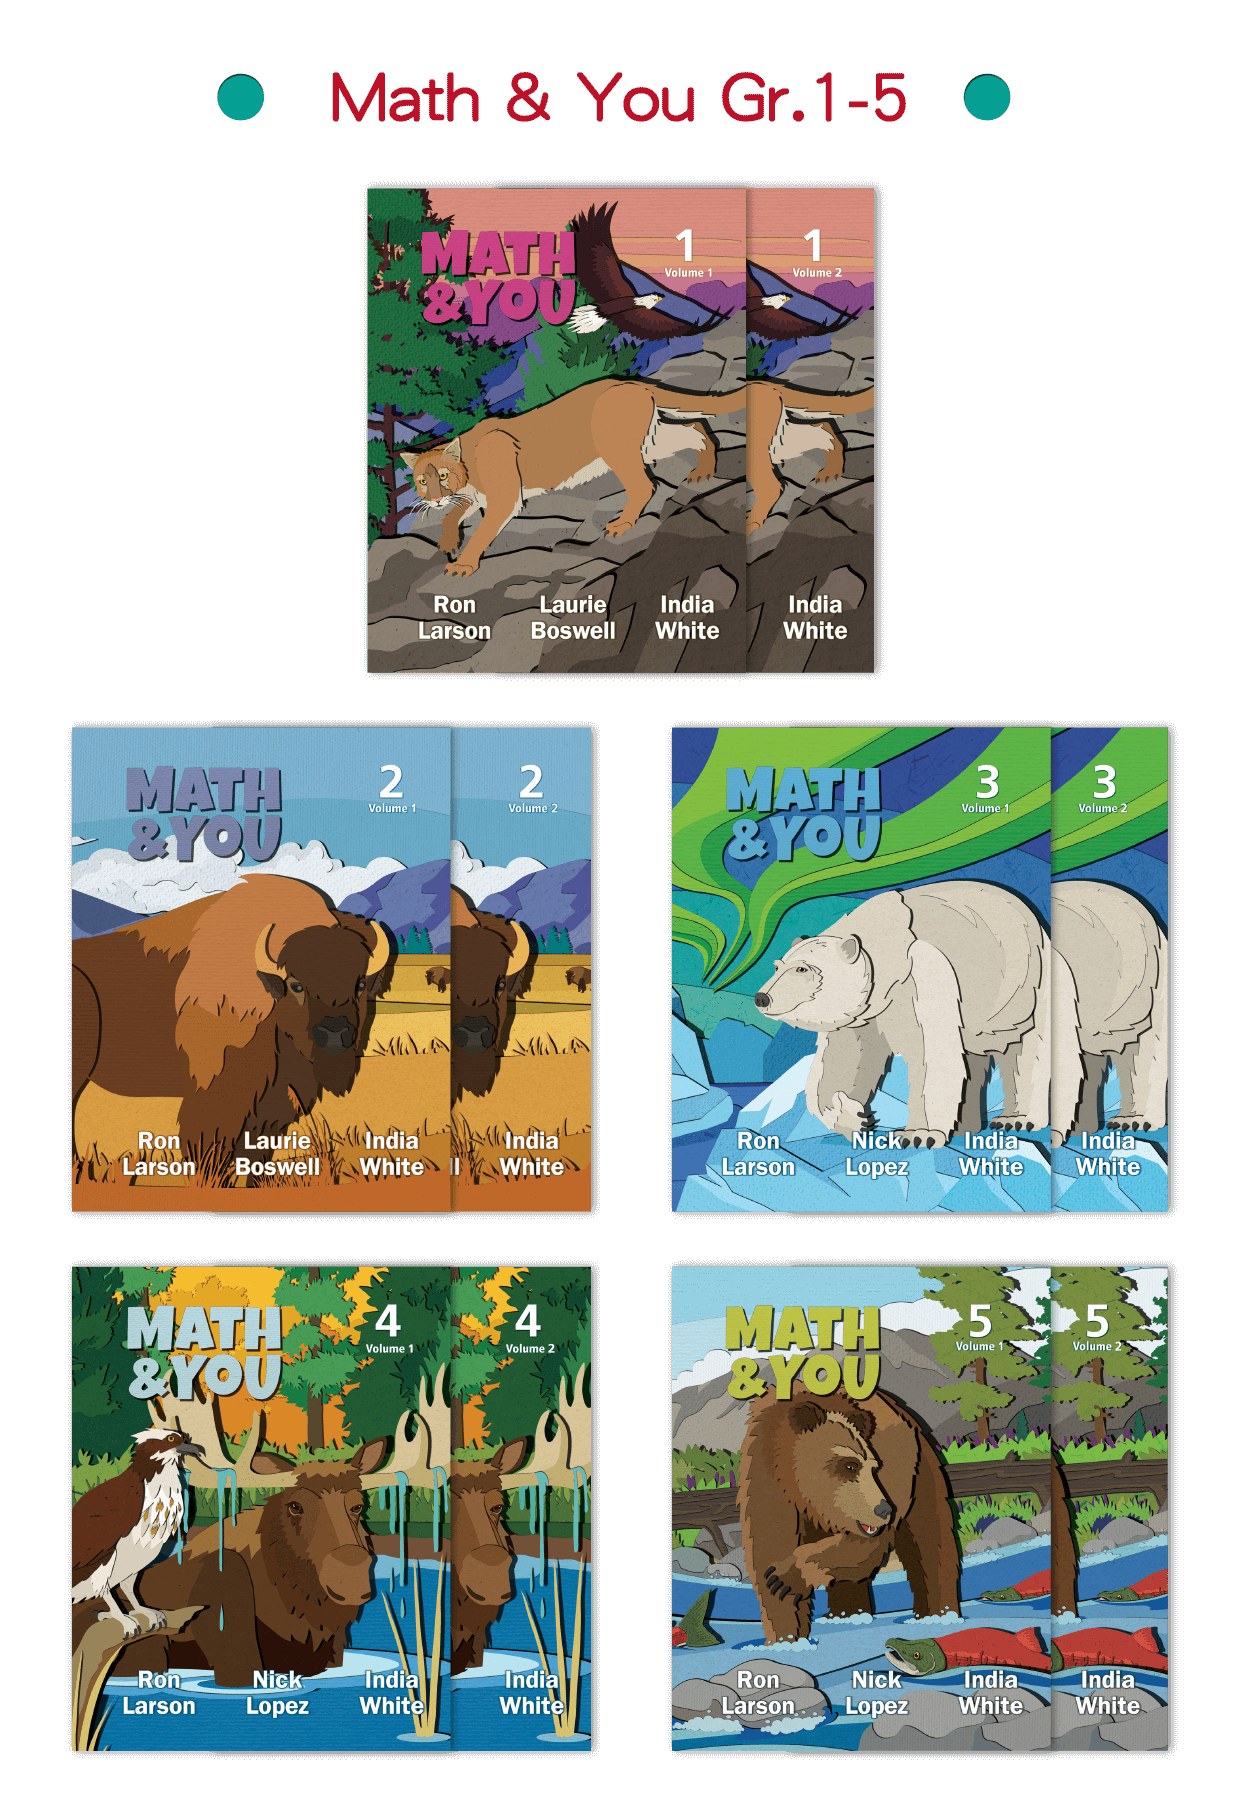 Math & You Gr.1-5
MATH
&YOU
1
Volume 1
1
Volume 2
Ron
Larson
Laurie
Boswell
India
White
India
White
MATH
&YOU
2
Volume 1
2
Volume 2
Ron
Larson
Laurie
Boswell
India
White
ll
India
White
MATH
&YOU
3
Volume 1
3
Volume 2
Ron
Larson
Nick
Lopez
India
White
India
White
MATH
&YOU
4
Volume 1
4
Volume 2
Ron
Larson
Nick
Lopez
India
White
India
White
MATH
&YOU
5
Volume 1
5
Volume 2
Ron
Larson
Nick
Lopez
India
White
India
White